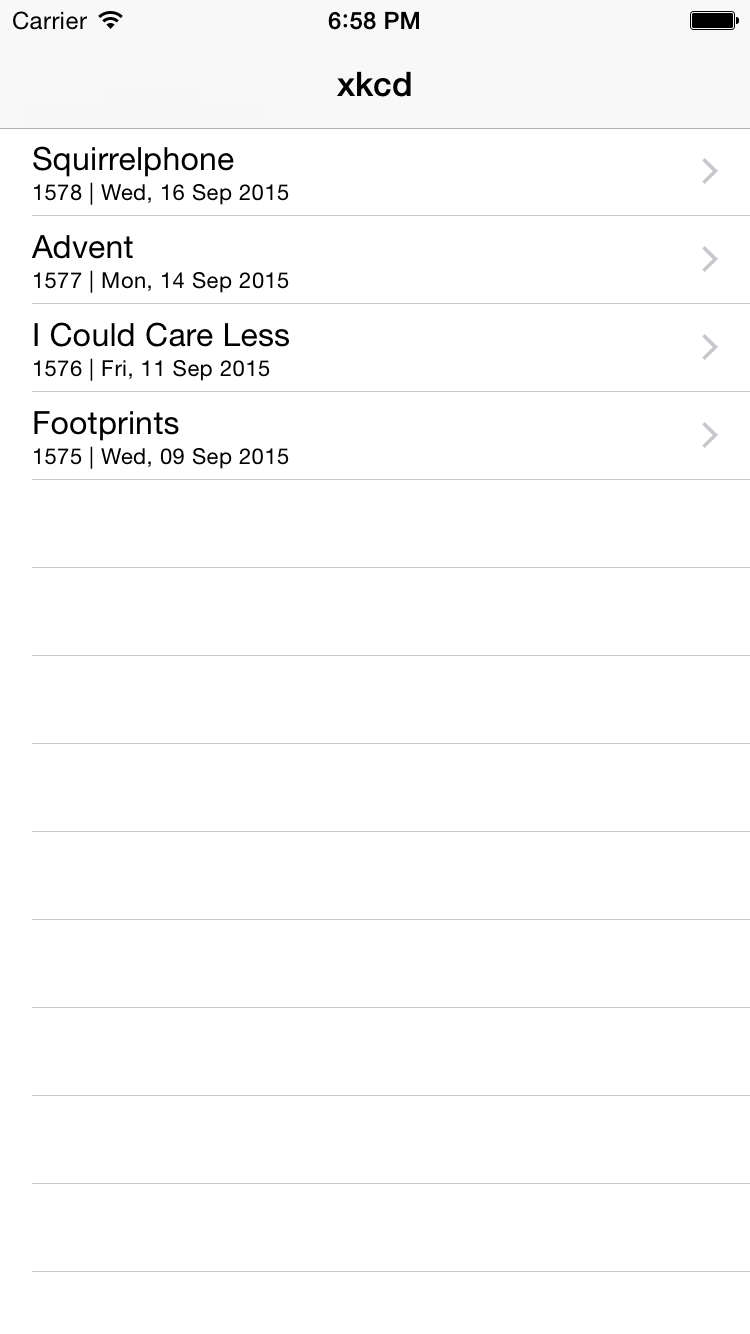 Carrier 6:58 PM
xkcd
Squirrelphone
1578 | Wed, 16 Sep 2015
Advent
1577 | Mon, 14 Sep 2015
I Could Care Less
1576 | Fri, 11 Sep 2015
Footprints
1575 | Wed, 09 Sep 2015